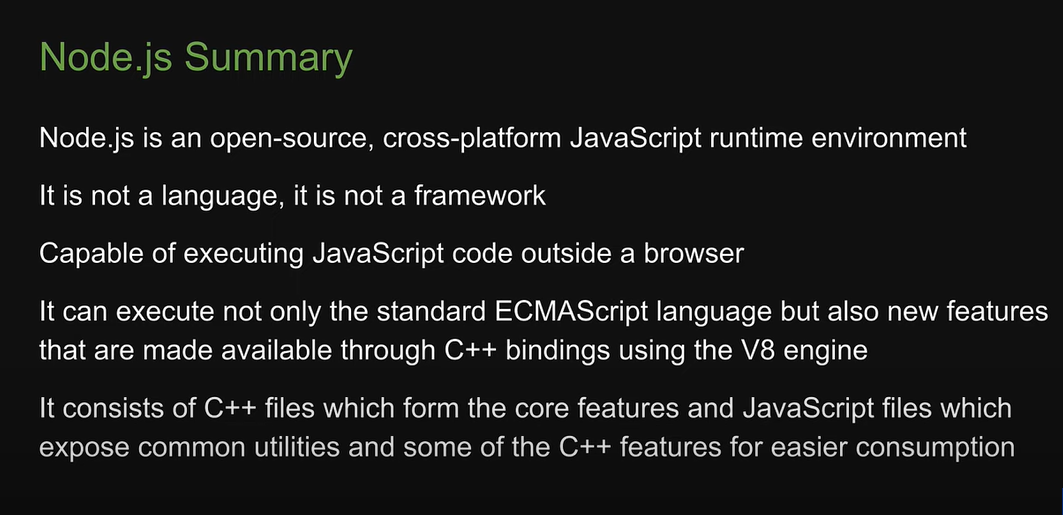 Node.js Summary
Node.js is an open-source, cross-platform JavaScript runtime environment
It is not a language, it is not a framework
Capable of executing JavaScript code outside a browser
It can execute not only the standard ECMAScript language but also new features
that are made available through C++ bindings using the V8 engine
It consists of C++ files which form the core features and JavaScript files which
expose common utilities and some of the C++ features for easier consumption